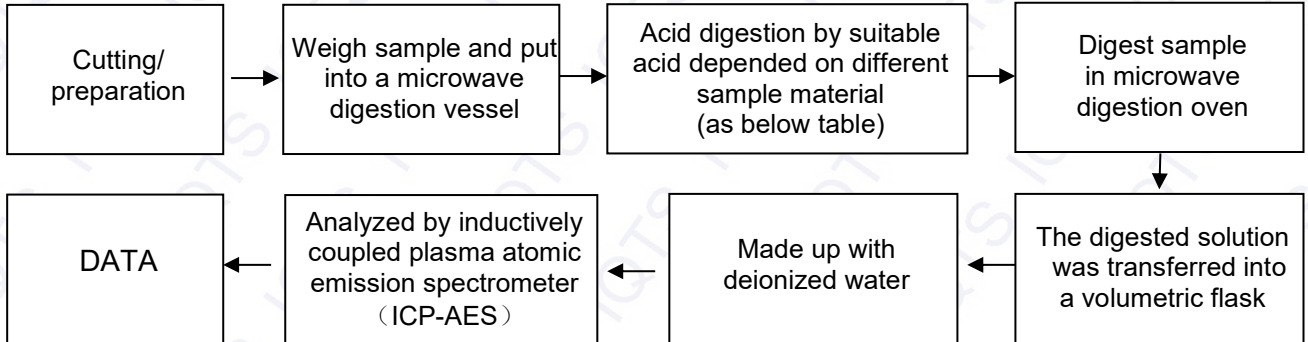 Cutting/
preparation
Weigh sample and put
into a microwave
digestion vessel
Acid digestion by suitable
acid depended on different
sample material
(as below table)
Digest sample
in microwave
digestion oven
The digested solution
was transferred into
a volumetric flask
Made up with
deionized water
Analyzed by inductively
coupled plasma atomic
emission spectrometer
（ICP-AES）
DATA